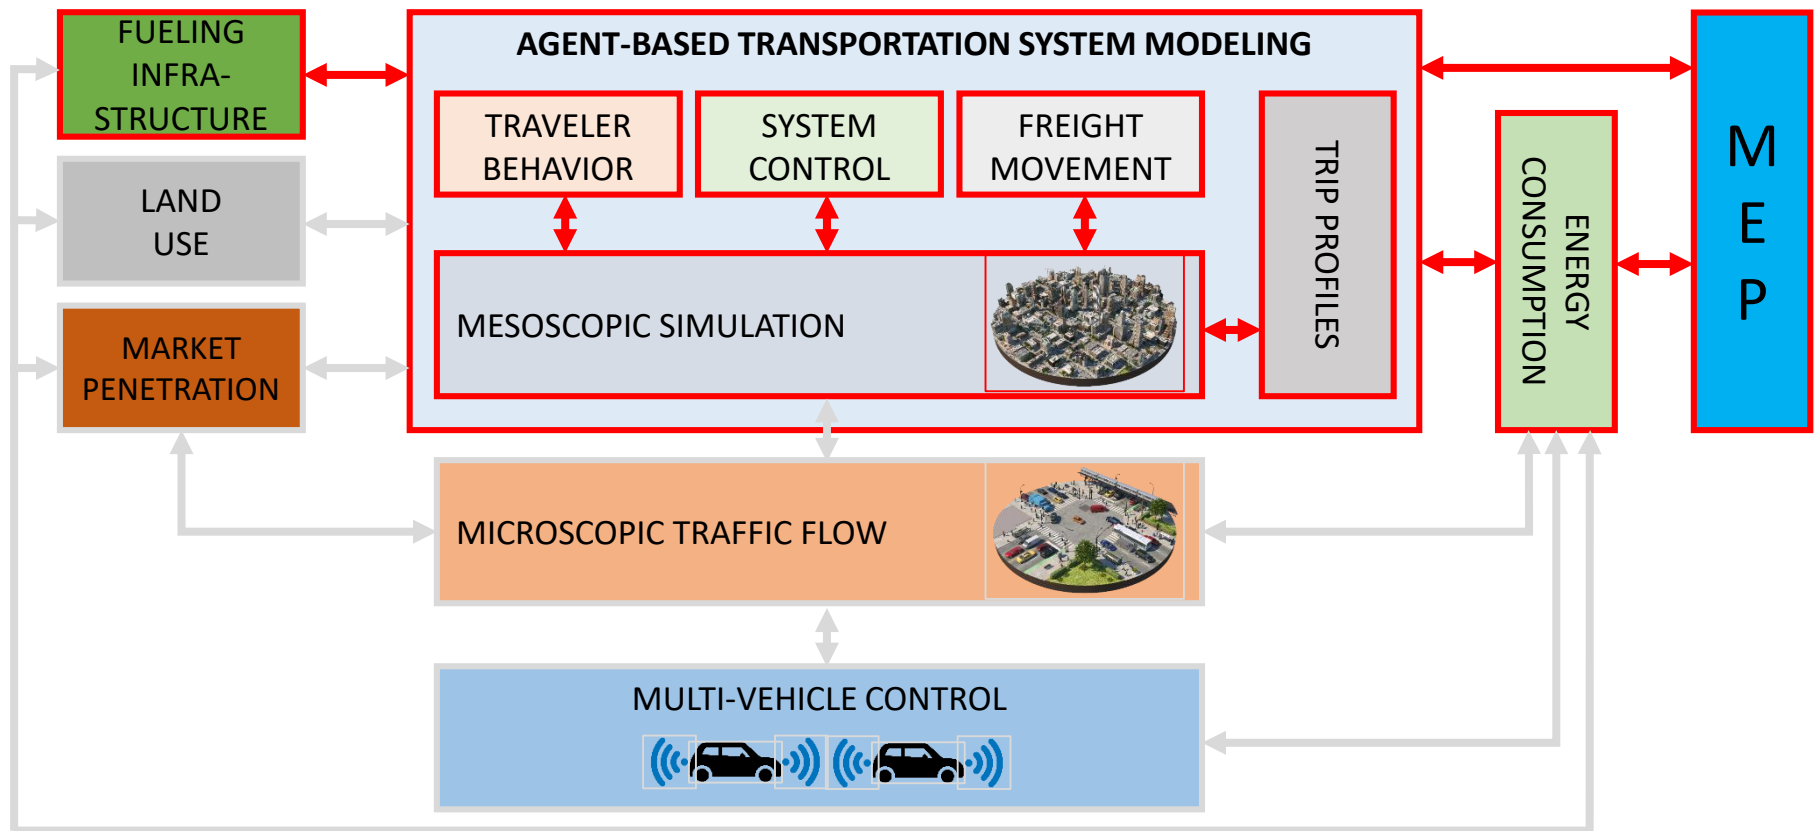 FUELING
INFRA-
STRUCTURE
LAND
USE
MARKET
PENETRATION
AGENT-BASED TRANSPORTATION SYSTEM MODELING
TRAVELER
BEHAVIOR
SYSTEM
CONTROL
FREIGHT
MOVEMENT
MESOSCOPIC SIMULATION
TRIP PROFILES
ENERGY
CONSUMPTION
M
E
P
MICROSCOPIC TRAFFIC FLOW
MULTI-VEHICLE CONTROL